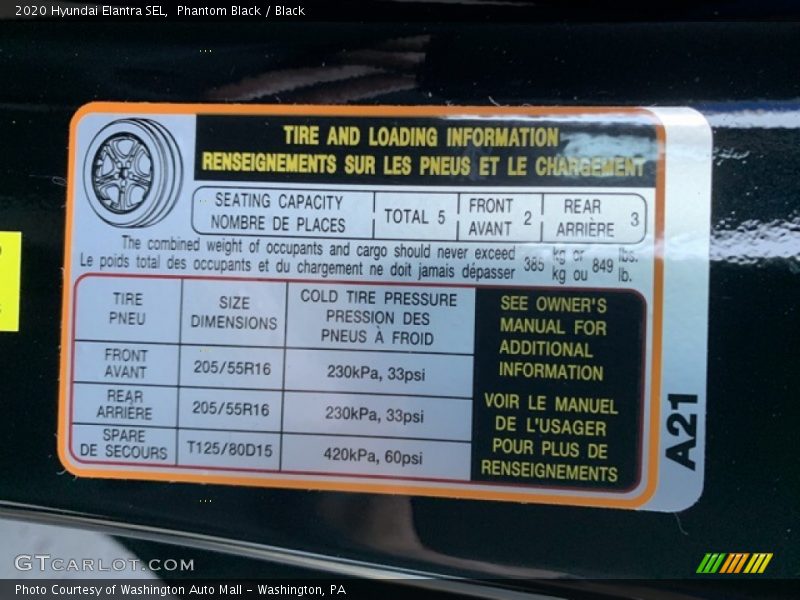 2020 Hyundai Elantra SEL, Phantom Black / Black
TIRE AND LOADING INFORMATION
RENSEIGNEMENTS SUR LES PNEUS ET LE CHARGEMENT
SEATING CAPACITY
NOMBRE DE PLACES
TOTAL 5
FRONT
AVANT
2
REAR
ARRIÈRE
3
The combined weight of occupants and cargo should never exceed
Le poids total des occupants et du chargement ne doit jamais dépasser
385
kg or
kg ou
849
lbs.
lb.
TIRE
PNEU
SIZE
DIMENSIONS
COLD TIRE PRESSURE
PRESSION DES
PNEUS À FROID
FRONT
AVANT
205/55R16
230kPa, 33psi
REAR
ARRIÈRE
205/55R16
230kPa, 33psi
SPARE
DE SECOURS
T125/80D15
420kPa, 60psi
SEE OWNER'S
MANUAL FOR
ADDITIONAL
INFORMATION
VOIR LE MANUEL
DE L'USAGER
POUR PLUS DE
RENSEIGNEMENTS
A21
GTCARLOT.COM
Photo Courtesy of Washington Auto Mall - Washington, PA